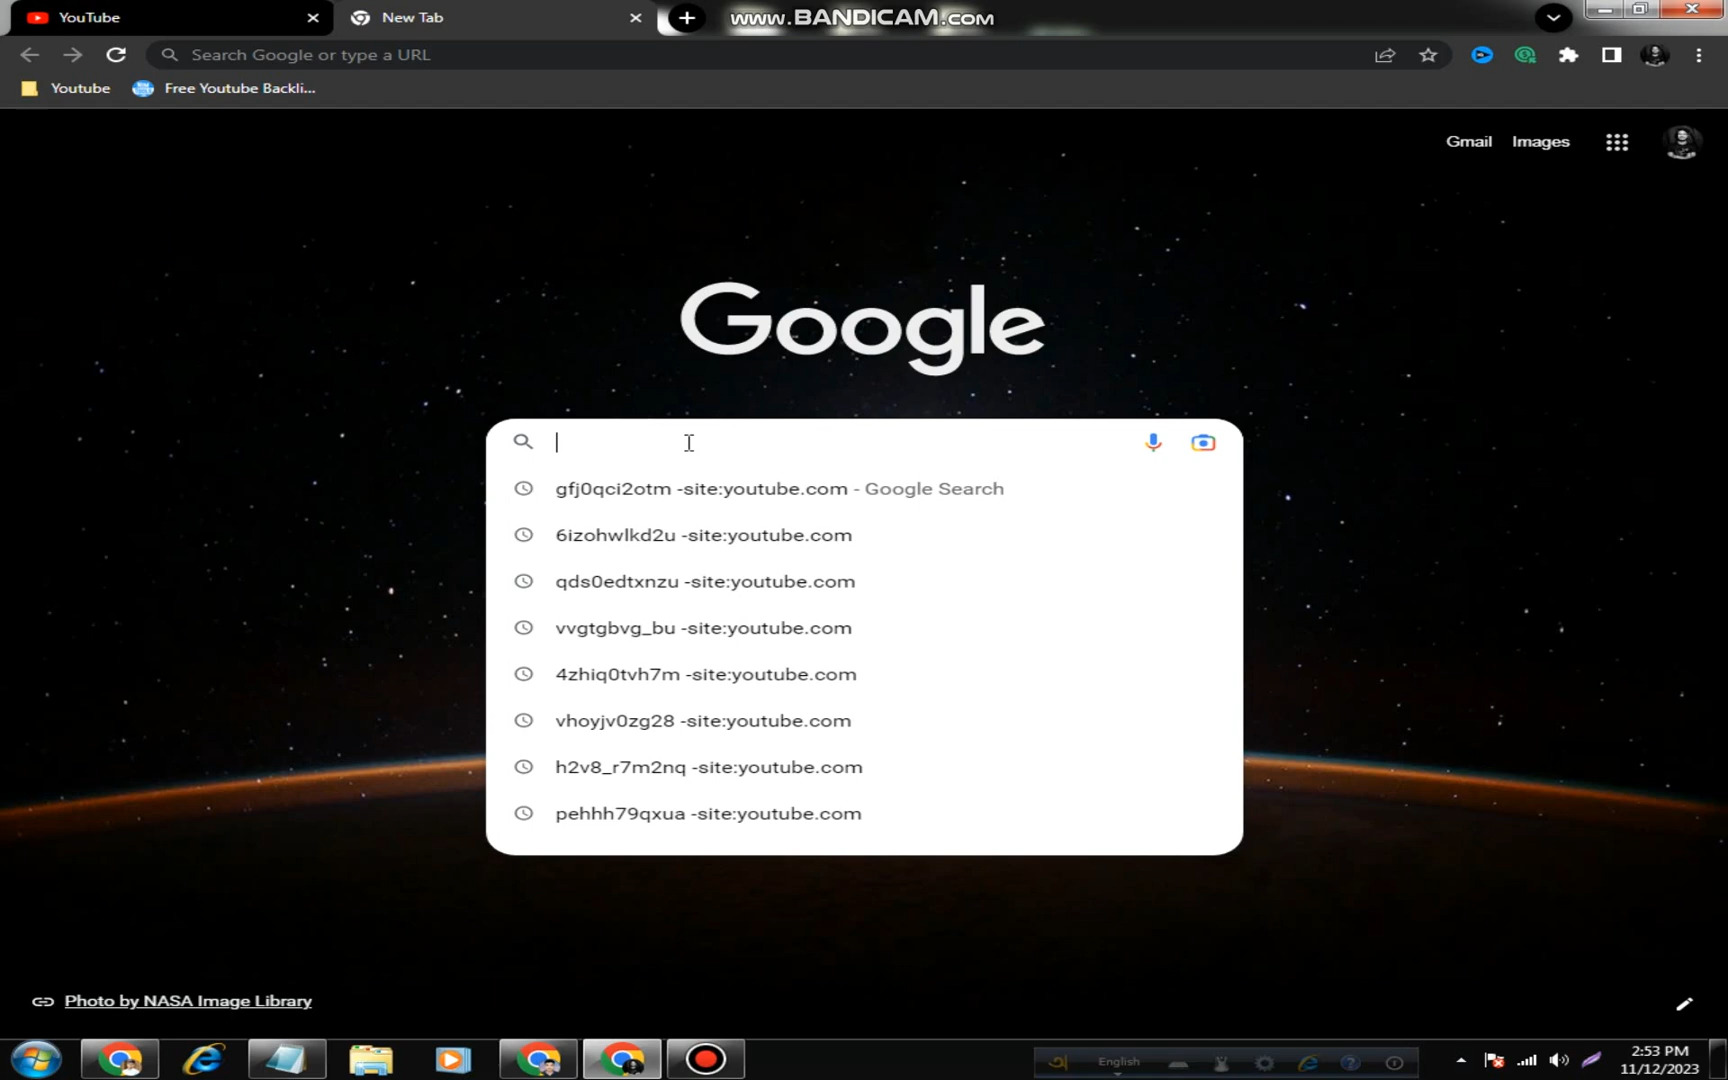 YouTube
New Tab
www.BANDICAM.com
Search Google or type a URL
Youtube
Free Youtube Backli...
Gmail
Images
Google
gfj0qci2otm -site:youtube.com - Google Search
6izohwlkd2u -site:youtube.com
qds0edtxnzu -site:youtube.com
vvgtgbvg_bu -site:youtube.com
4zhiq0tvh7m -site:youtube.com
vhoyjv0zg28 -site:youtube.com
h2v8_r7m2nq -site:youtube.com
pehhh79qxua -site:youtube.com
Photo by NASA Image Library
English
2:53 PM
11/12/2023